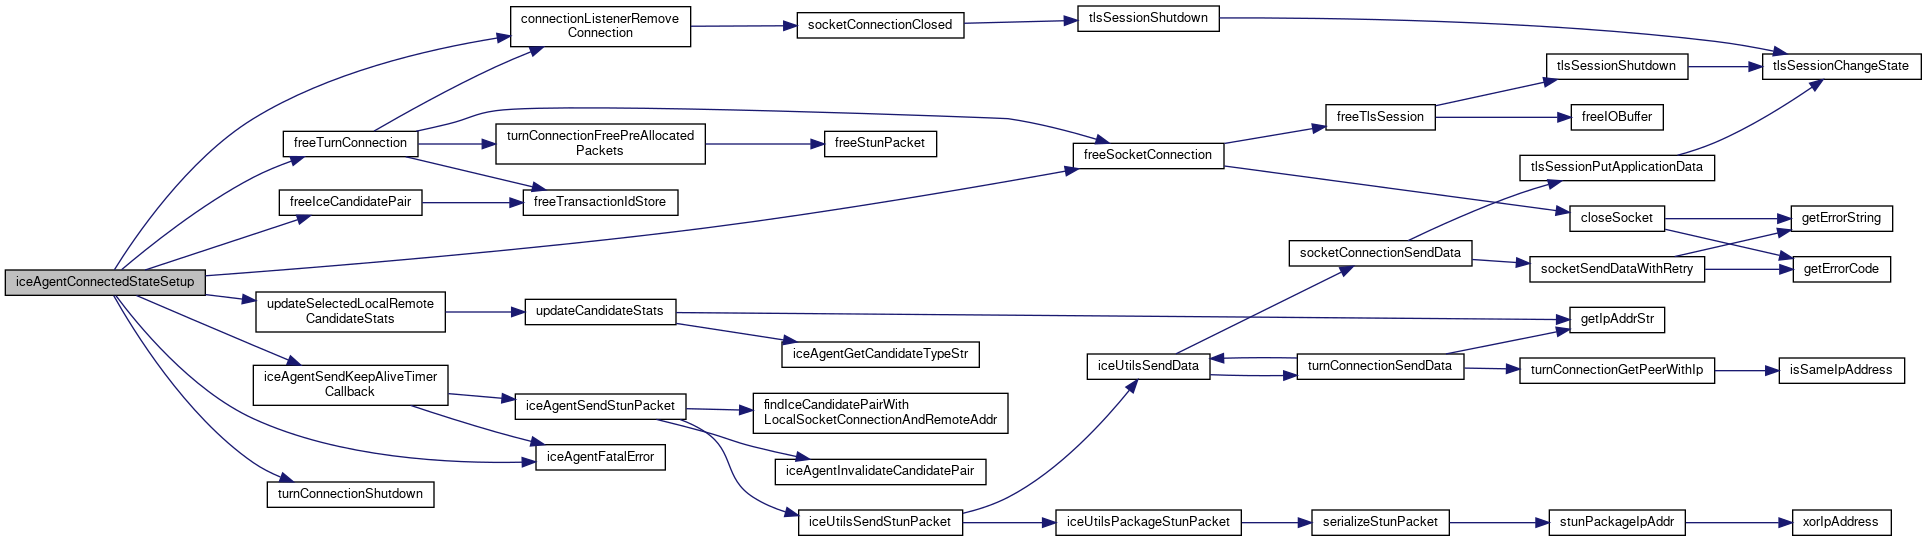 connectionListenerRemove
Connection
socketConnectionClosed
tlsSessionShutdown
tlsSessionShutdown
tlsSessionChangeState
freeTurnConnection
turnConnectionFreePreAllocated
Packets
freeStunPacket
freeSocketConnection
freeTlsSession
freeIOBuffer
tlsSessionPutApplicationData
freeIceCandidatePair
freeTransactionIdStore
closeSocket
getErrorString
socketConnectionSendData
socketSendDataWithRetry
getErrorCode
iceAgentConnectedStateSetup
updateSelectedLocalRemote
CandidateStats
updateCandidateStats
getIpAddrStr
iceAgentGetCandidateTypeStr
iceUtilsSendData
turnConnectionSendData
turnConnectionGetPeerWithIp
isSameIpAddress
iceAgentSendKeepAliveTimer
Callback
iceAgentSendStunPacket
findIceCandidatePairWith
LocalSocketConnectionAndRemoteAddr
iceAgentFatalError
iceAgentInvalidateCandidatePair
turnConnectionShutdown
iceUtilsSendStunPacket
iceUtilsPackageStunPacket
serializeStunPacket
stunPackageIpAddr
xorIpAddress